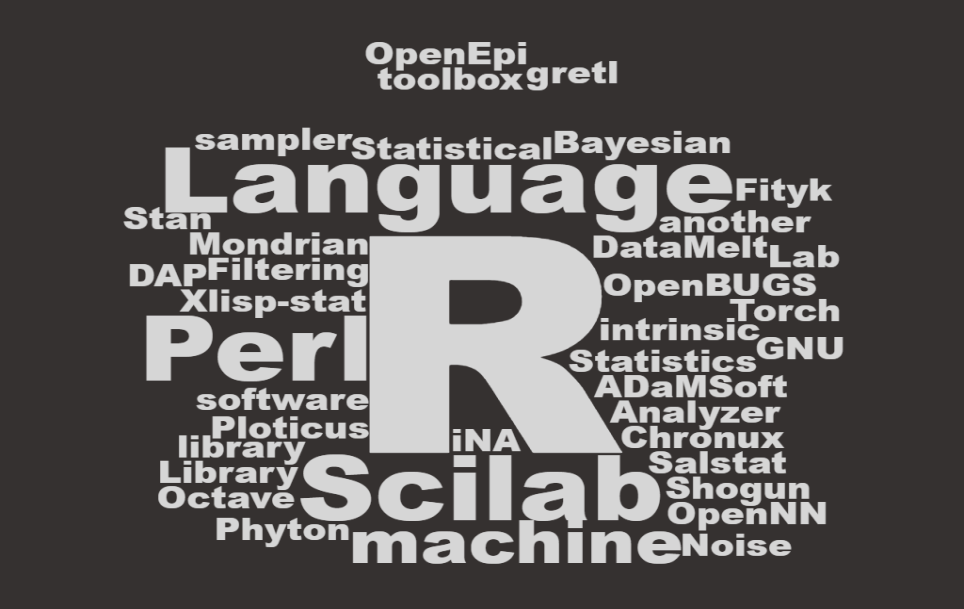 OpenEpi
toolbox gretl
sampler Statistical Bayesian
Language Fityk
Stan another
Mondrian DataMelt Lab
DAP Filtering OpenBUGS
Xlisp-stat Torch
R intrinsic
Perl Statistics GNU
software ADaMSoft
Ploticus Analyzer
library iNA Chronux
Library Salstat
Octave Scilab Shogun
OpenNN
Phyton machine Noise